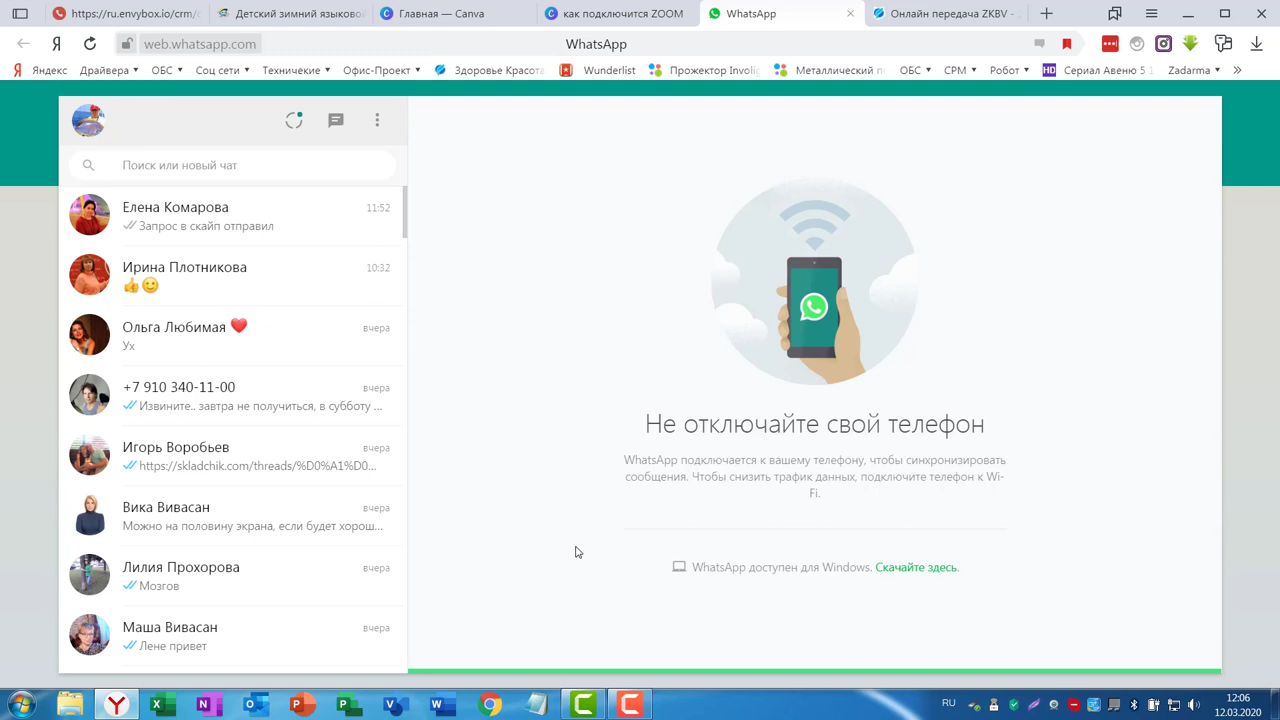 https://ru.envybox.io/crm/
Детский зимний языково
Главная — Canva
как подключится ZOOM
WhatsApp
Онлайн передача ZKBV -
Я
web.whatsapp.com
WhatsApp
Яндекс
Драйвера
ОБС
Соц сети
Техничекие
Офис-Проект
Здоровье Красота
Wunderlist
Прожектор Involig
Металлический по
ОБС
СРМ
Робот
HD
Сериал Авеню 5 1
Zadarma
»
Поиск или новый чат
Елена Комарова
11:52
Запрос в скайп отправил
Ирина Плотникова
10:32
👍😊
Ольга Любимая ❤
вчера
Ух
+7 910 340-11-00
вчера
Извините.. завтра не получиться, в субботу ...
Игорь Воробьев
вчера
https://skladchik.com/threads/%D0%A1%D0...
Вика Вивасан
вчера
Можно на половину экрана, если будет хорош...
Лилия Прохорова
вчера
Мозгов
Маша Вивасан
вчера
Лене привет
Не отключайте свой телефон
WhatsApp подключается к вашему телефону, чтобы синхронизировать
сообщения. Чтобы снизить трафик данных, подключите телефон к Wi-
Fi.
WhatsApp доступен для Windows. Скачайте здесь.
RU
12:06
12.03.2020